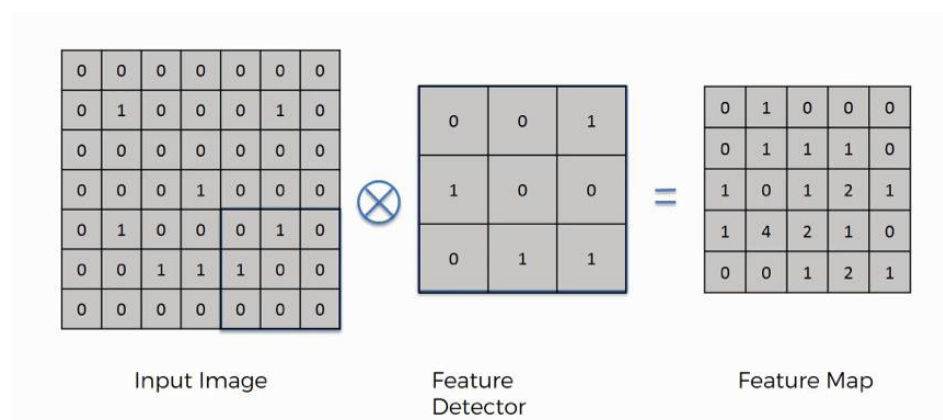 0 0 0 0 0 0 0
0 1 0 0 0 1 0
0 0 0 0 0 0 0
0 0 0 1 0 0 0
0 1 0 0 0 1 0
0 0 1 1 1 0 0
0 0 0 0 0 0 0
Input Image
0 0 1
1 0 0
0 1 1
Feature
Detector
=
0 1 0 0 0
0 1 1 1 0
1 0 1 2 1
1 4 2 1 0
0 0 1 2 1
Feature Map